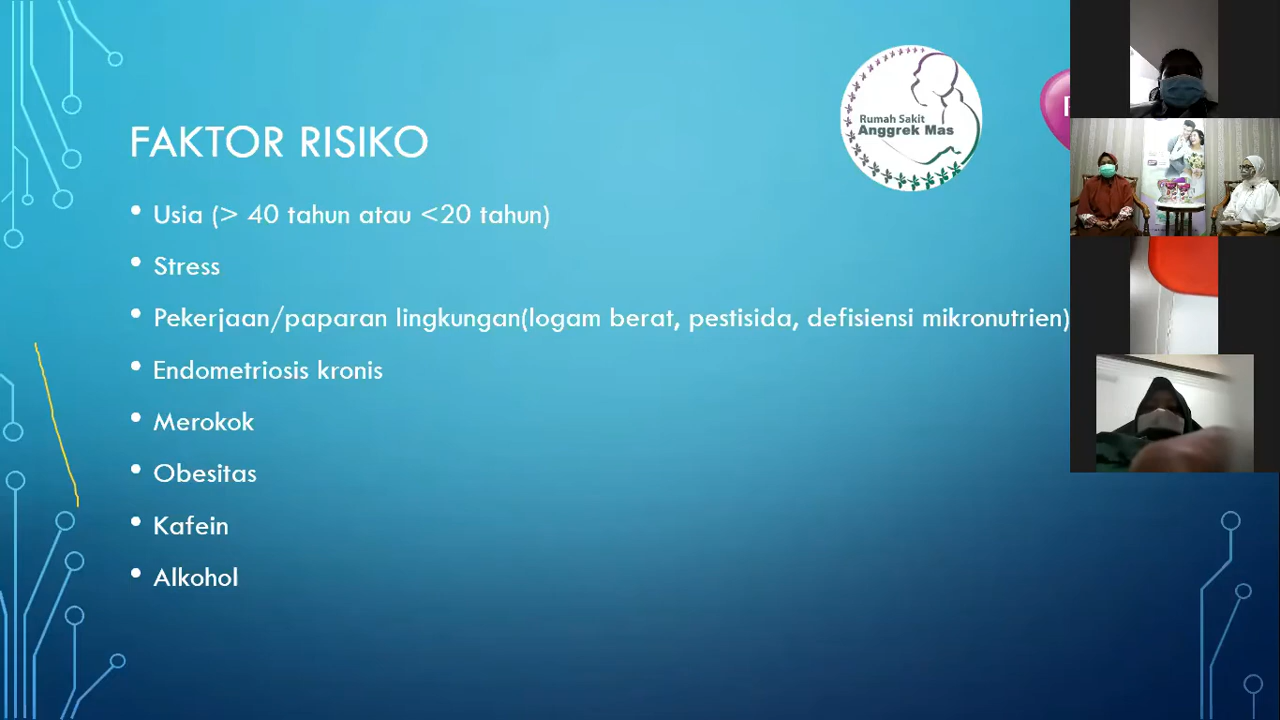 FAKTOR RISIKO
Rumah Sakit
Anggrek Mas
• Usia (> 40 tahun atau <20 tahun)
• Stress
• Pekerjaan/paparan lingkungan(logam berat, pestisida, defisiensi mikronutrien)
• Endometriosis kronis
• Merokok
• Obesitas
• Kafein
• Alkohol